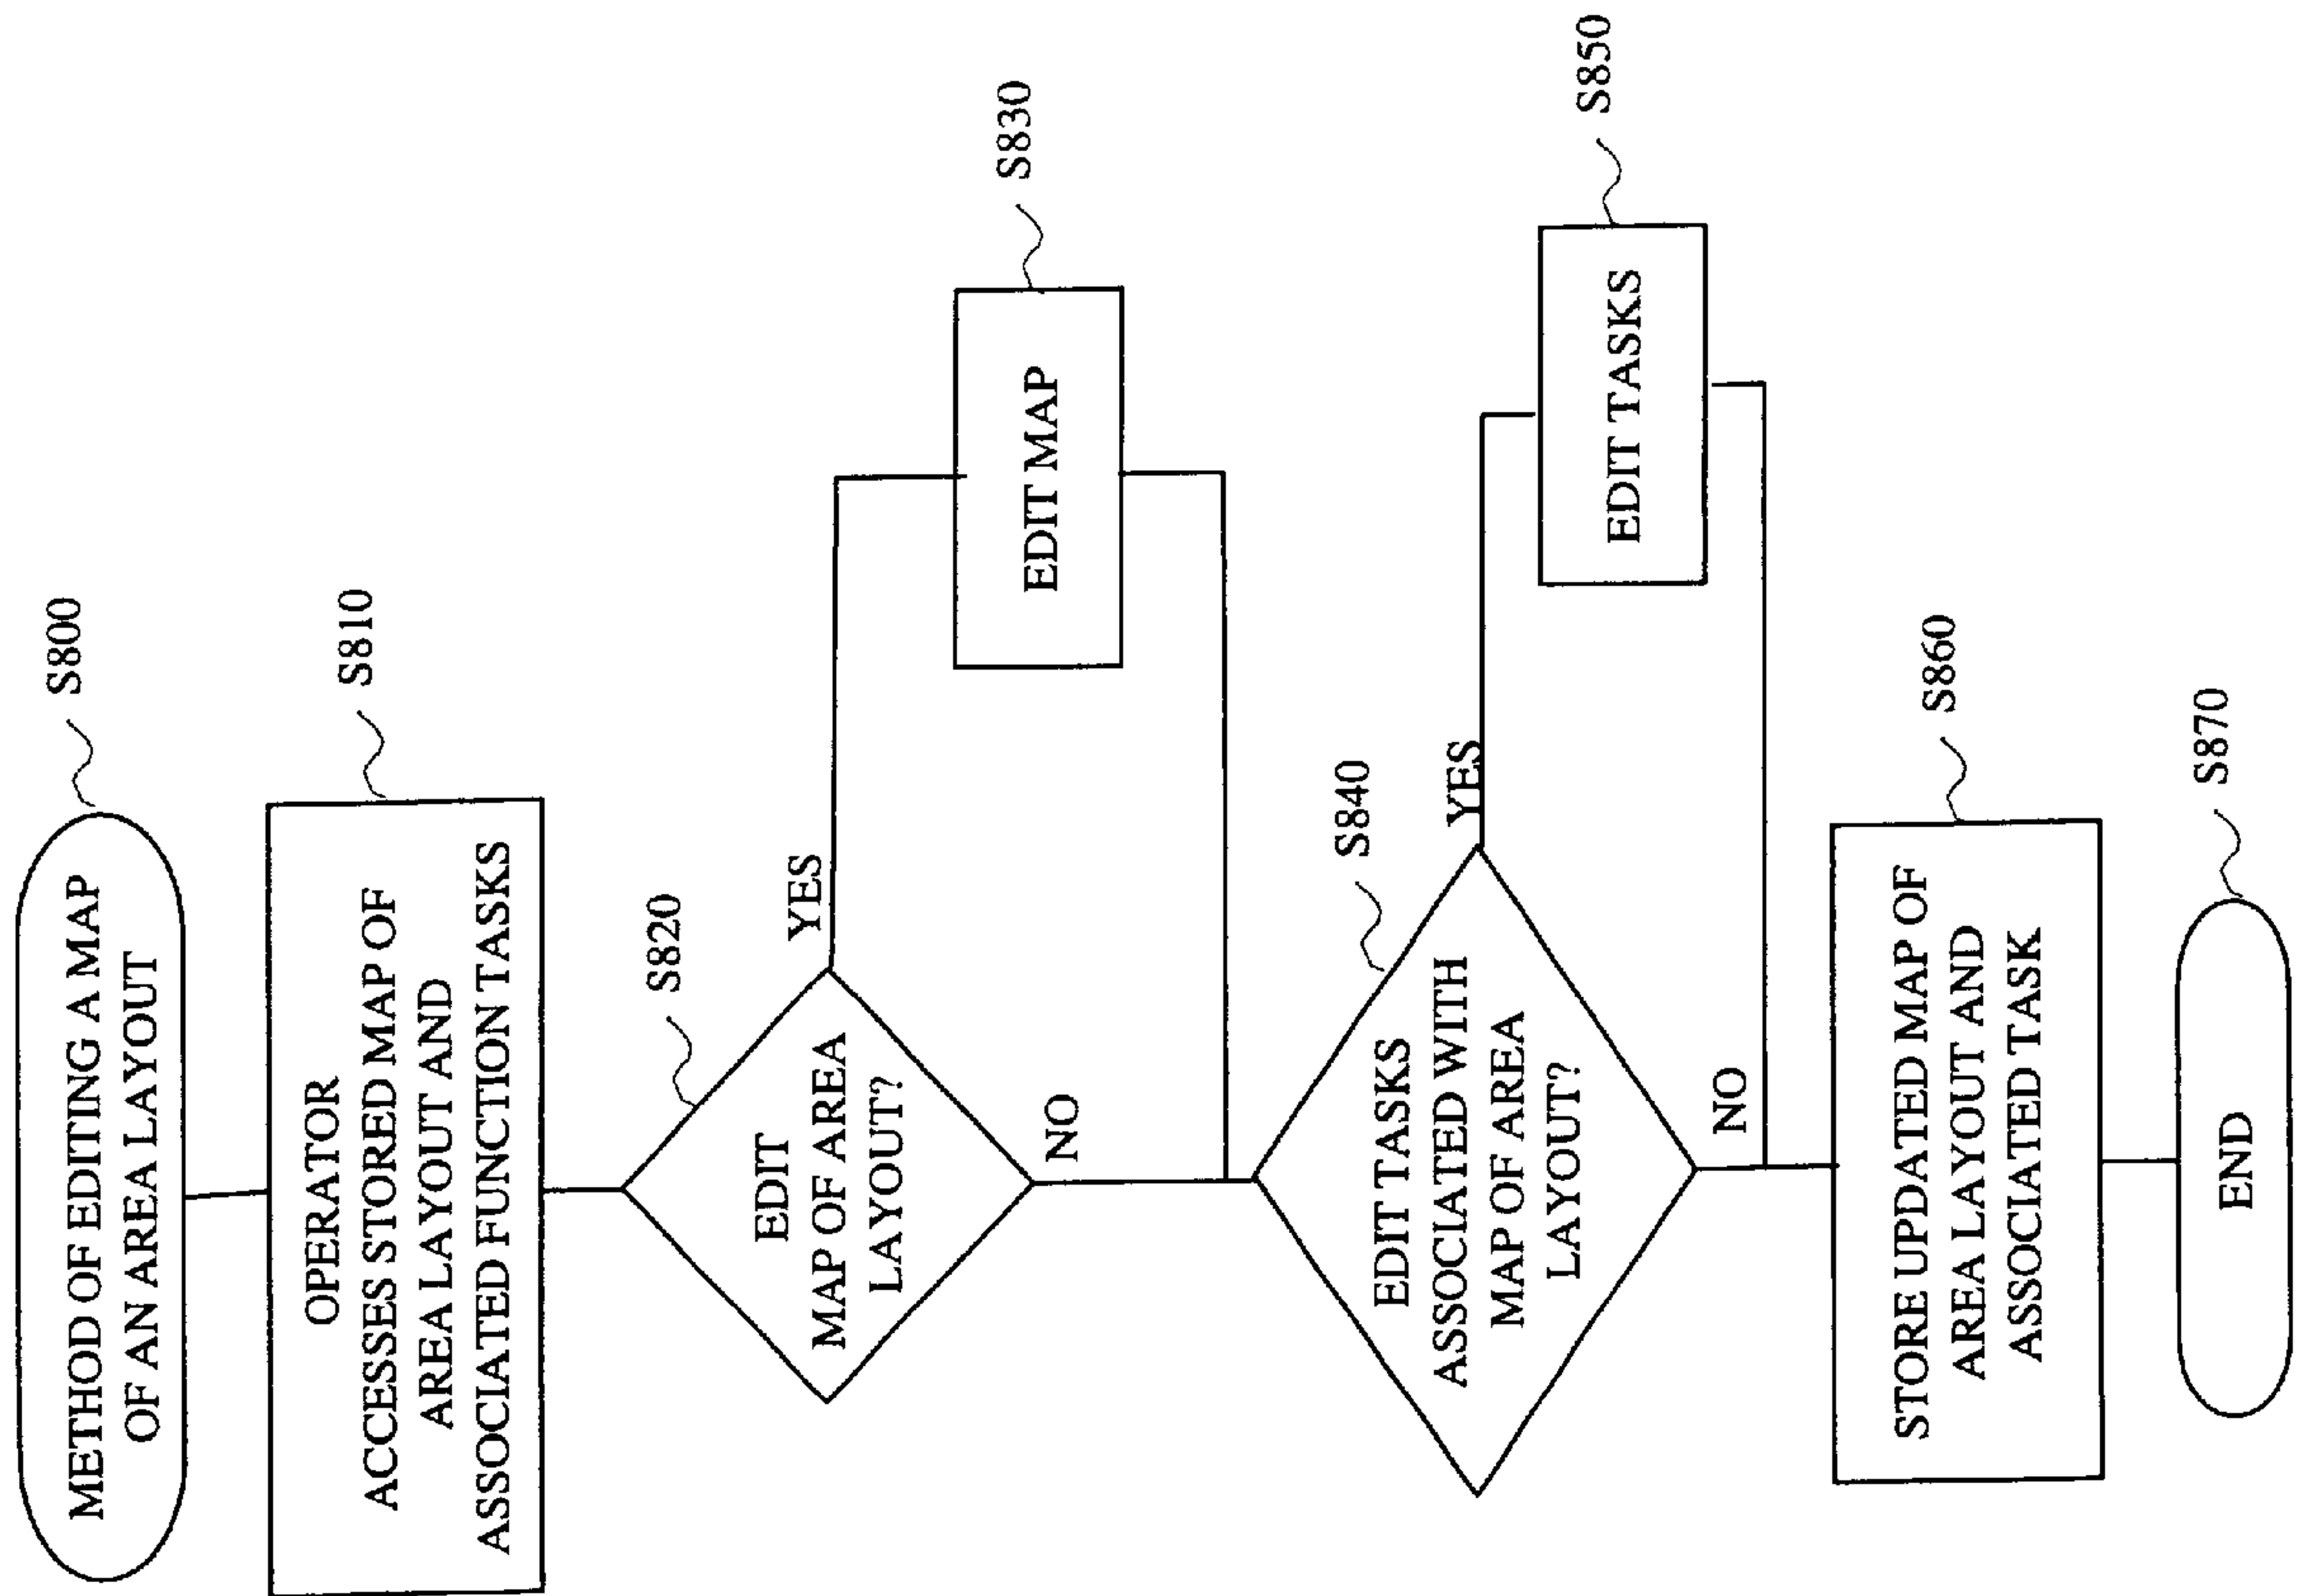 METHOD OF EDITING A MAP
OF AN AREA LAYOUT
S800
OPERATOR
ACCESSES STORED MAP OF
AREA LAYOUT AND
ASSOCIATED FUNCTION TASKS
S810
EDIT
MAP OF AREA
LAYOUT?
S820
YES
NO
EDIT MAP
S830
EDIT TASKS
ASSOCIATED WITH
MAP OF AREA
LAYOUT?
S840
YES
NO
EDIT TASKS
S850
STORE UPDATED MAP OF
AREA LAYOUT AND
ASSOCIATED TASK
S860
END
S870